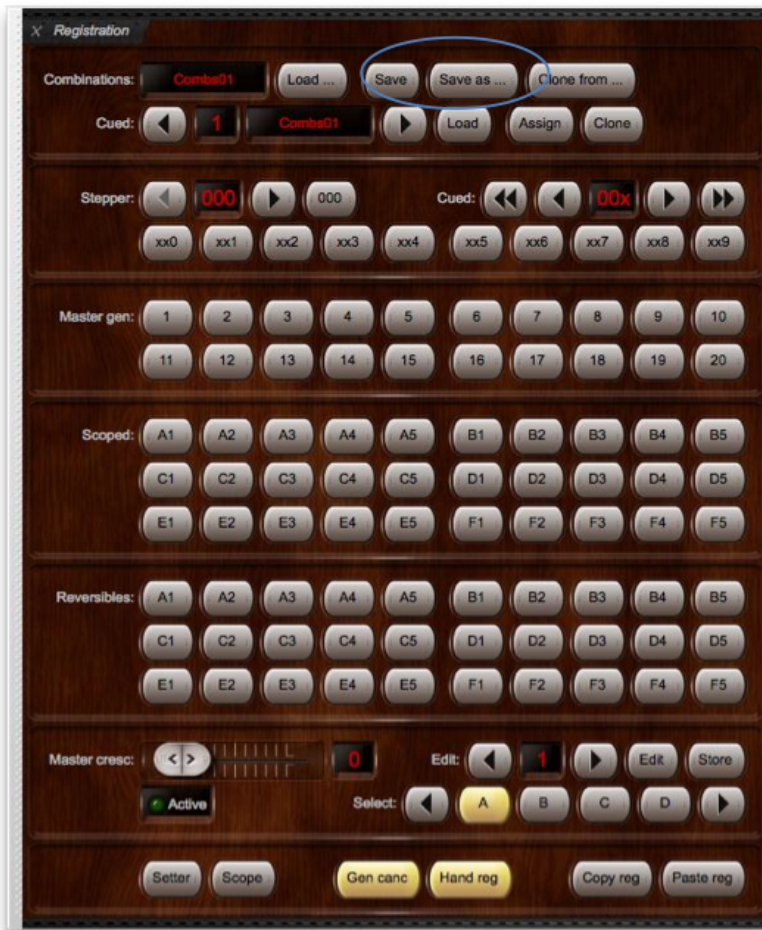 X Registration
Combinations: Combs01 Load ... Save Save as ... Clone from ...
Cued: 1 Combs01 Load Assign Clone
Stepper: 000 000 Cued: 00x
xx0 xx1 xx2 xx3 xx4 xx5 xx6 xx7 xx8 xx9
Master gen: 1 2 3 4 5 6 7 8 9 10
11 12 13 14 15 16 17 18 19 20
Scoped: A1 A2 A3 A4 A5 B1 B2 B3 B4 B5
C1 C2 C3 C4 C5 D1 D2 D3 D4 D5
E1 E2 E3 E4 E5 F1 F2 F3 F4 F5
Reversibles: A1 A2 A3 A4 A5 B1 B2 B3 B4 B5
C1 C2 C3 C4 C5 D1 D2 D3 D4 D5
E1 E2 E3 E4 E5 F1 F2 F3 F4 F5
Master cresc: < > 0 Edit: 1 Edit Store
Active Select: A B C D
Setter Scope Gen canc Hand reg Copy reg Paste reg